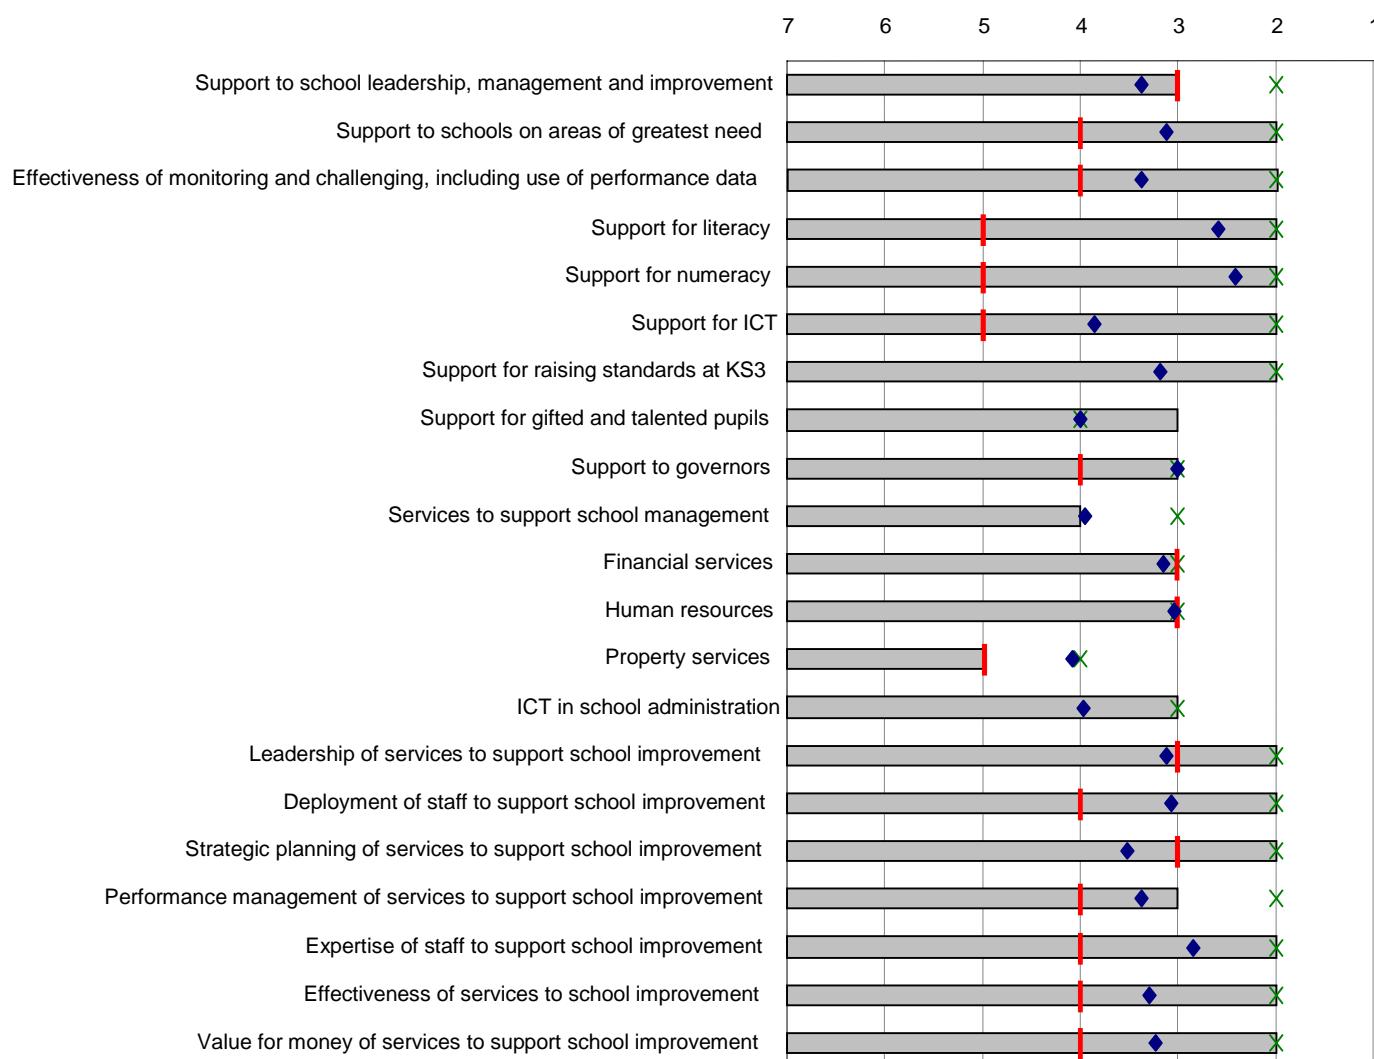 7 6 5 4 3 2 1
Support to school leadership, management and improvement
Support to schools on areas of greatest need
Effectiveness of monitoring and challenging, including use of performance data
Support for literacy
Support for numeracy
Support for ICT
Support for raising standards at KS3
Support for gifted and talented pupils
Support to governors
Services to support school management
Financial services
Human resources
Property services
ICT in school administration
Leadership of services to support school improvement
Deployment of staff to support school improvement
Strategic planning of services to support school improvement
Performance management of services to support school improvement
Expertise of staff to support school improvement
Effectiveness of services to school improvement
Value for money of services to support school improvement